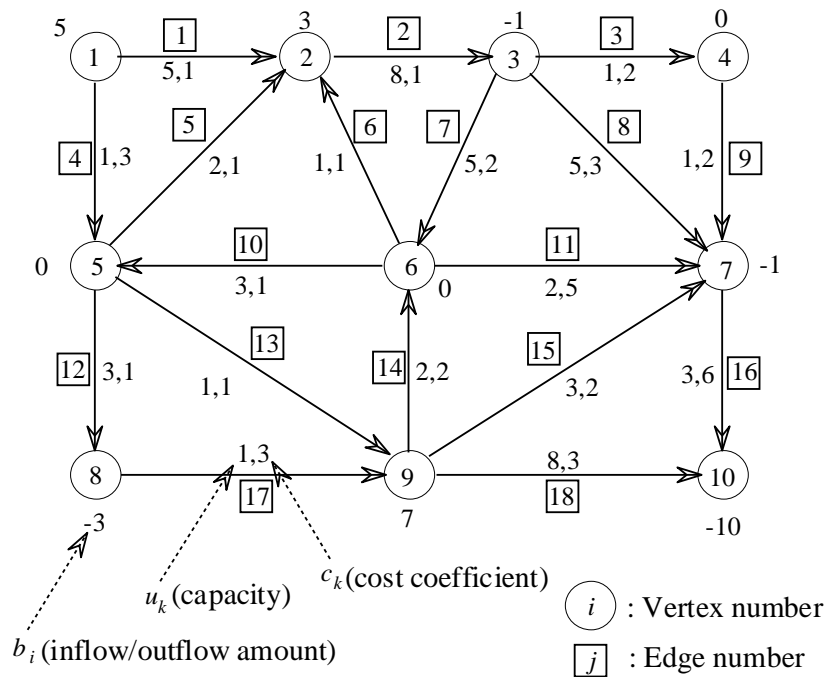 5 3 -1 0
1 1 2 2 3 3 4
5,1 8,1 1,2
5 6 7 8
4 1,3 2,1 1,1 5,2 5,3 1,2 9
10 11
0 5 6 7 -1
3,1 0 2,5
13 15
12 3,1 1,1 14 2,2 3,2 3,6 16
1,3 8,3
8 9 10
17 18
-3 7 -10
c_k (cost coefficient)
u_k (capacity)
i : Vertex number
b_i (inflow/outflow amount)
j : Edge number